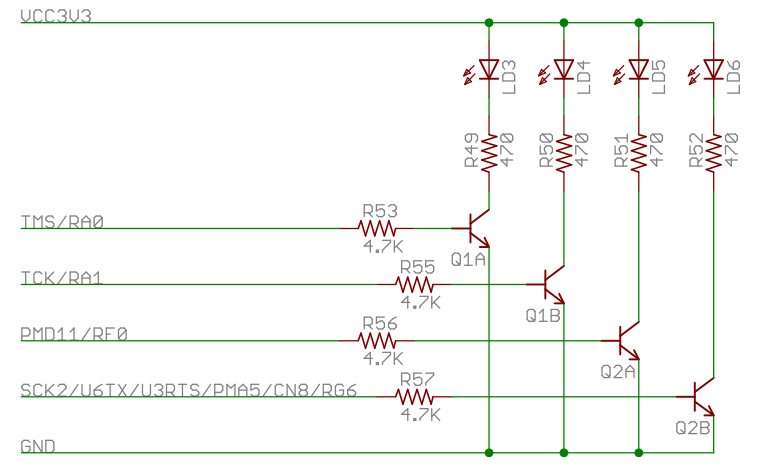 VCC3V3
LD3
LD4
LD5
LD6
R49
470
R50
470
R51
470
R52
470
TMS/RA0
R53
4.7K
Q1A
TCK/RA1
R55
4.7K
Q1B
PMD11/RF0
R56
4.7K
Q2A
SCK2/U6TX/U3RTS/PMA5/CN8/RG6
R57
4.7K
Q2B
GND